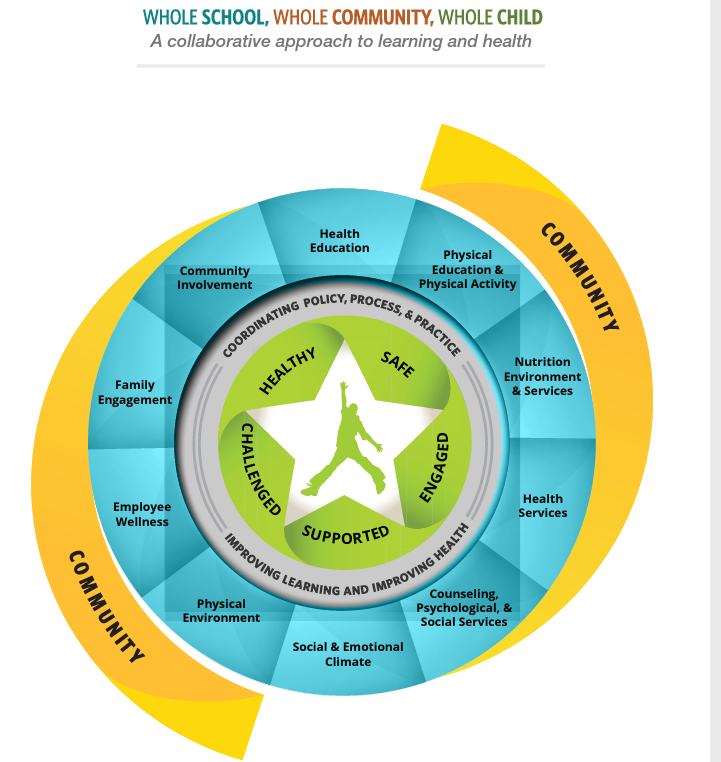 WHOLE SCHOOL, WHOLE COMMUNITY, WHOLE CHILD
A collaborative approach to learning and health
COMMUNITY
Health
Education
Physical
Education &
Physical Activity
Nutrition
Environment
& Services
Health
Services
Counseling,
Psychological, &
Social Services
Social & Emotional
Climate
Physical
Environment
Employee
Wellness
Family
Engagement
Community
Involvement
COORDINATING POLICY, PROCESS, & PRACTICE
IMPROVING LEARNING AND IMPROVING HEALTH
HEALTHY
SAFE
ENGAGED
SUPPORTED
CHALLENGED
COMMUNITY